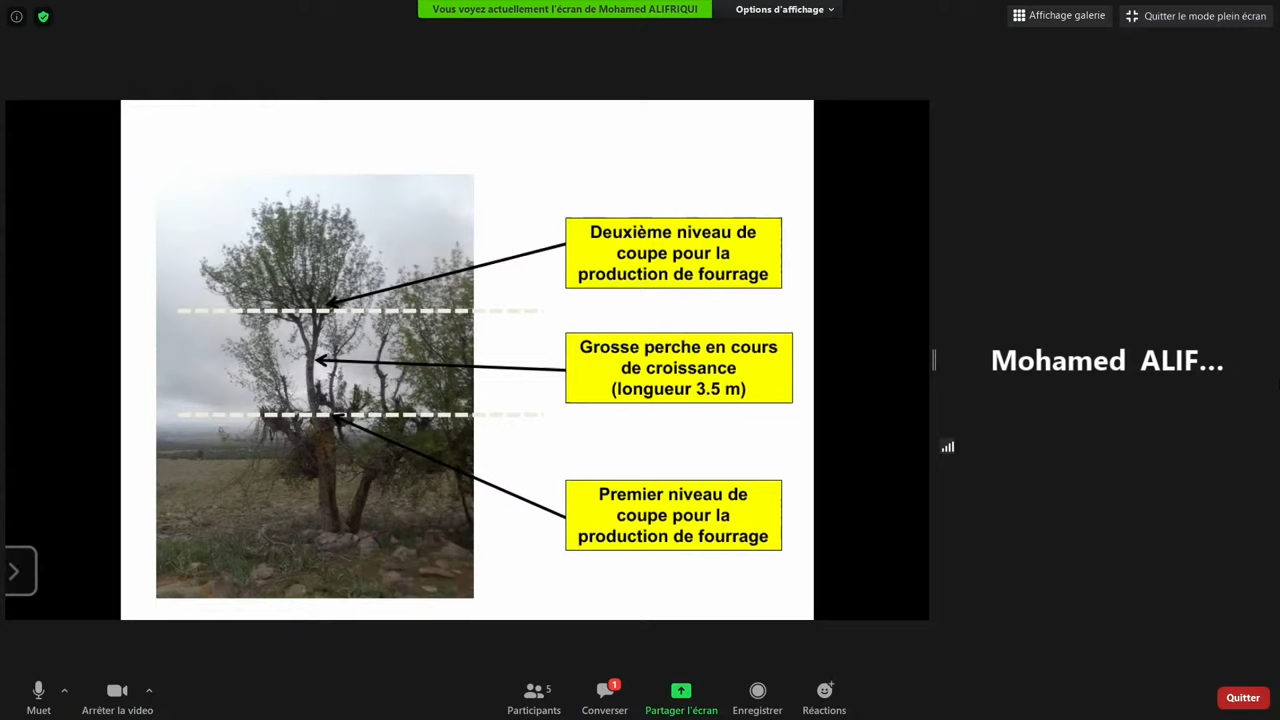 Vous voyez actuellement l'écran de Mohamed ALIFRIQUI
Options d'affichage
Affichage galerie
Quitter le mode plein écran
Deuxième niveau de
coupe pour la
production de fourrage
Grosse perche en cours
de croissance
(longueur 3.5 m)
Premier niveau de
coupe pour la
production de fourrage
Mohamed ALIF...
Muet
Arrêter la video
5
Participants
1
Converser
Partager l'écran
Enregistrer
Réactions
Quitter